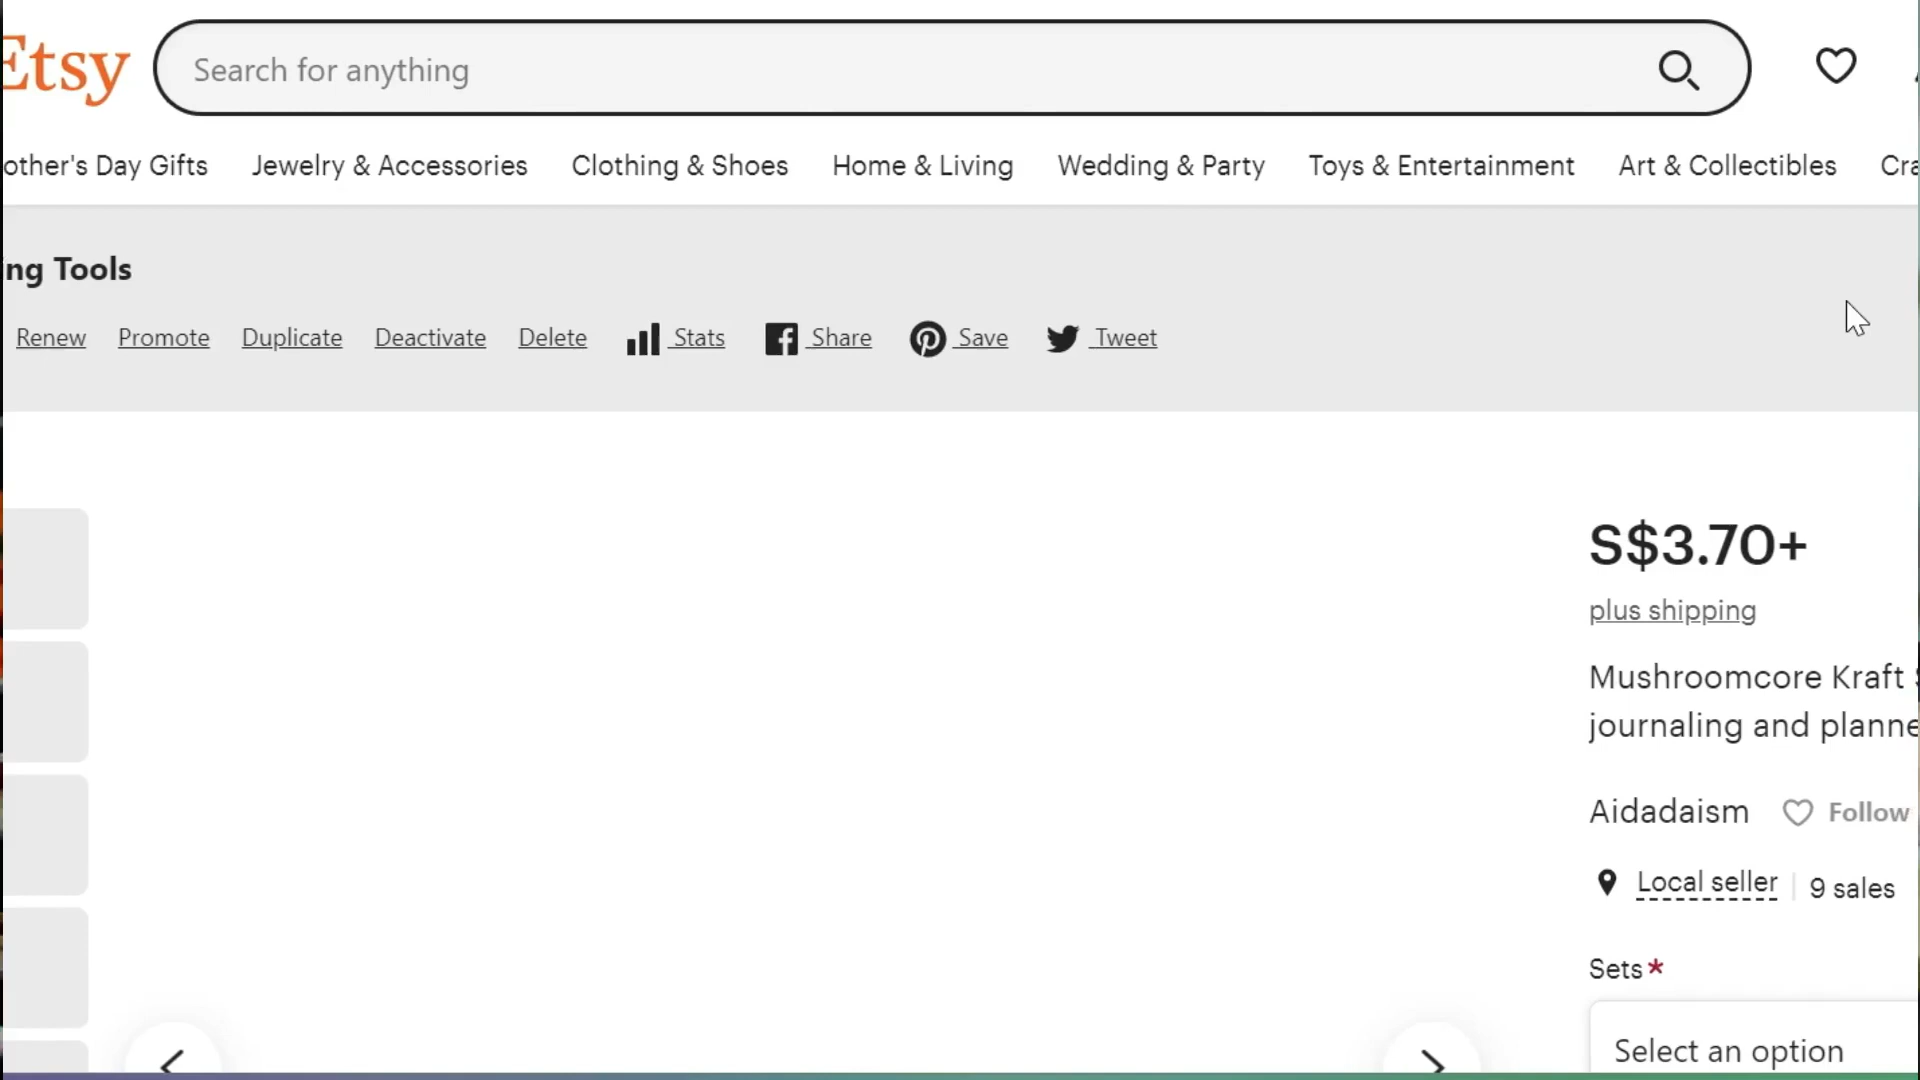 Etsy
Search for anything
other's Day Gifts Jewelry & Accessories Clothing & Shoes Home & Living Wedding & Party Toys & Entertainment Art & Collectibles Cra
ing Tools
Renew Promote Duplicate Deactivate Delete Stats Share Save Tweet
S$3.70+
plus shipping
Mushroomcore Kraft
journaling and planne
Aidadaism Follow
Local seller 9 sales
Sets*
Select an option